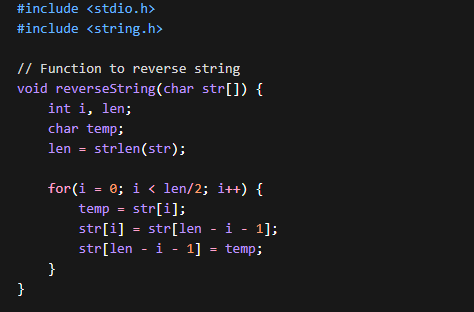 #include <stdio.h>
#include <string.h>

// Function to reverse string
void reverseString(char str[]) {
    int i, len;
    char temp;
    len = strlen(str);

    for(i = 0; i < len/2; i++) {
        temp = str[i];
        str[i] = str[len - i - 1];
        str[len - i - 1] = temp;
    }
}